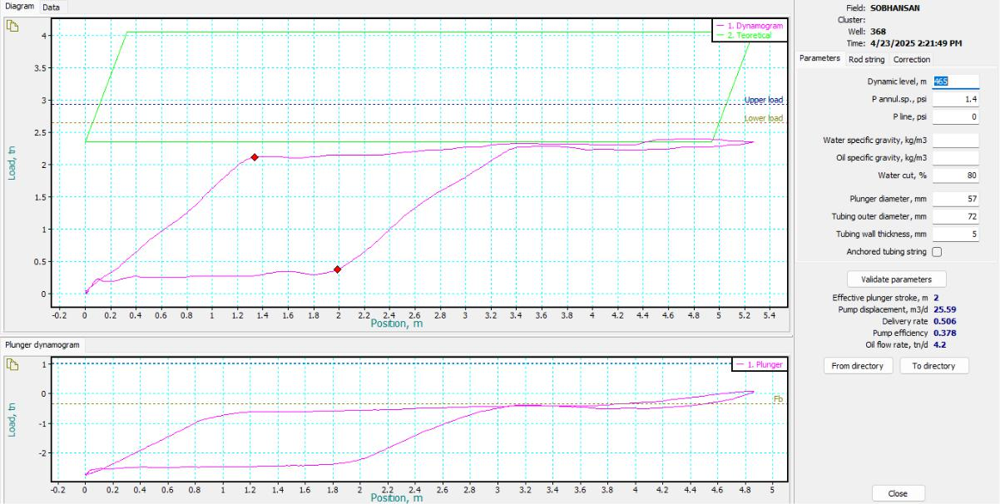 Diagram Data
1. Dynamogram
2. Teoretical
Upper load
Lower load
Load, tn
4
3.5
3
2.5
2
1.5
1
0.5
0
-0.2 0 0.2 0.4 0.6 0.8 1 1.2 1.4 1.6 1.8 2 2.2 2.4 2.6 2.8 3 3.2 3.4 3.6 3.8 4 4.2 4.4 4.6 4.8 5 5.2 5.4
Position, m
Plunger dynamogram
1. Plunger
Fb
Load, tn
1
0
-1
-2
-0.2 0 0.2 0.4 0.6 0.8 1 1.2 1.4 1.6 1.8 2 2.2 2.4 2.6 2.8 3 3.2 3.4 3.6 3.8 4 4.2 4.4 4.6 4.8 5
Position, m
Field: SOBHANSAN
Cluster:
Well: 368
Time: 4/23/2025 2:21:49 PM
Parameters Rod string Correction
Dynamic level, m 465
P annul.sp., psi 1.4
P line, psi 0
Water specific gravity, kg/m3
Oil specific gravity, kg/m3
Water cut, % 80
Plunger diameter, mm 57
Tubing outer diameter, mm 72
Tubing wall thickness, mm 5
Anchored tubing string
Validate parameters
Effective plunger stroke, m 2
Pump displacement, m3/d 25.59
Delivery rate 0.506
Pump efficiency 0.378
Oil flow rate, tn/d 4.2
From directory To directory
Close